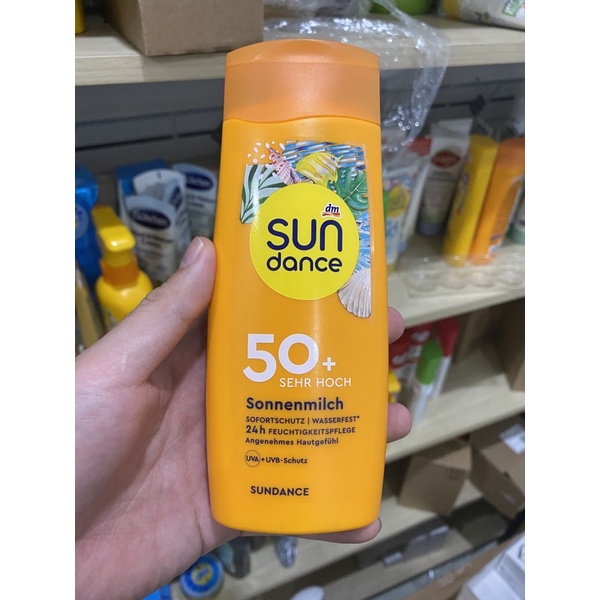 dm
sun
dance
50+
SEHR HOCH
Sonnenmilch
SOFORTSCHUTZ | WASSERFEST*
24h FEUCHTIGKEITSPFLEGE
Angenehmes Hautgefühl
UVA +UVB-Schutz
SUNDANCE